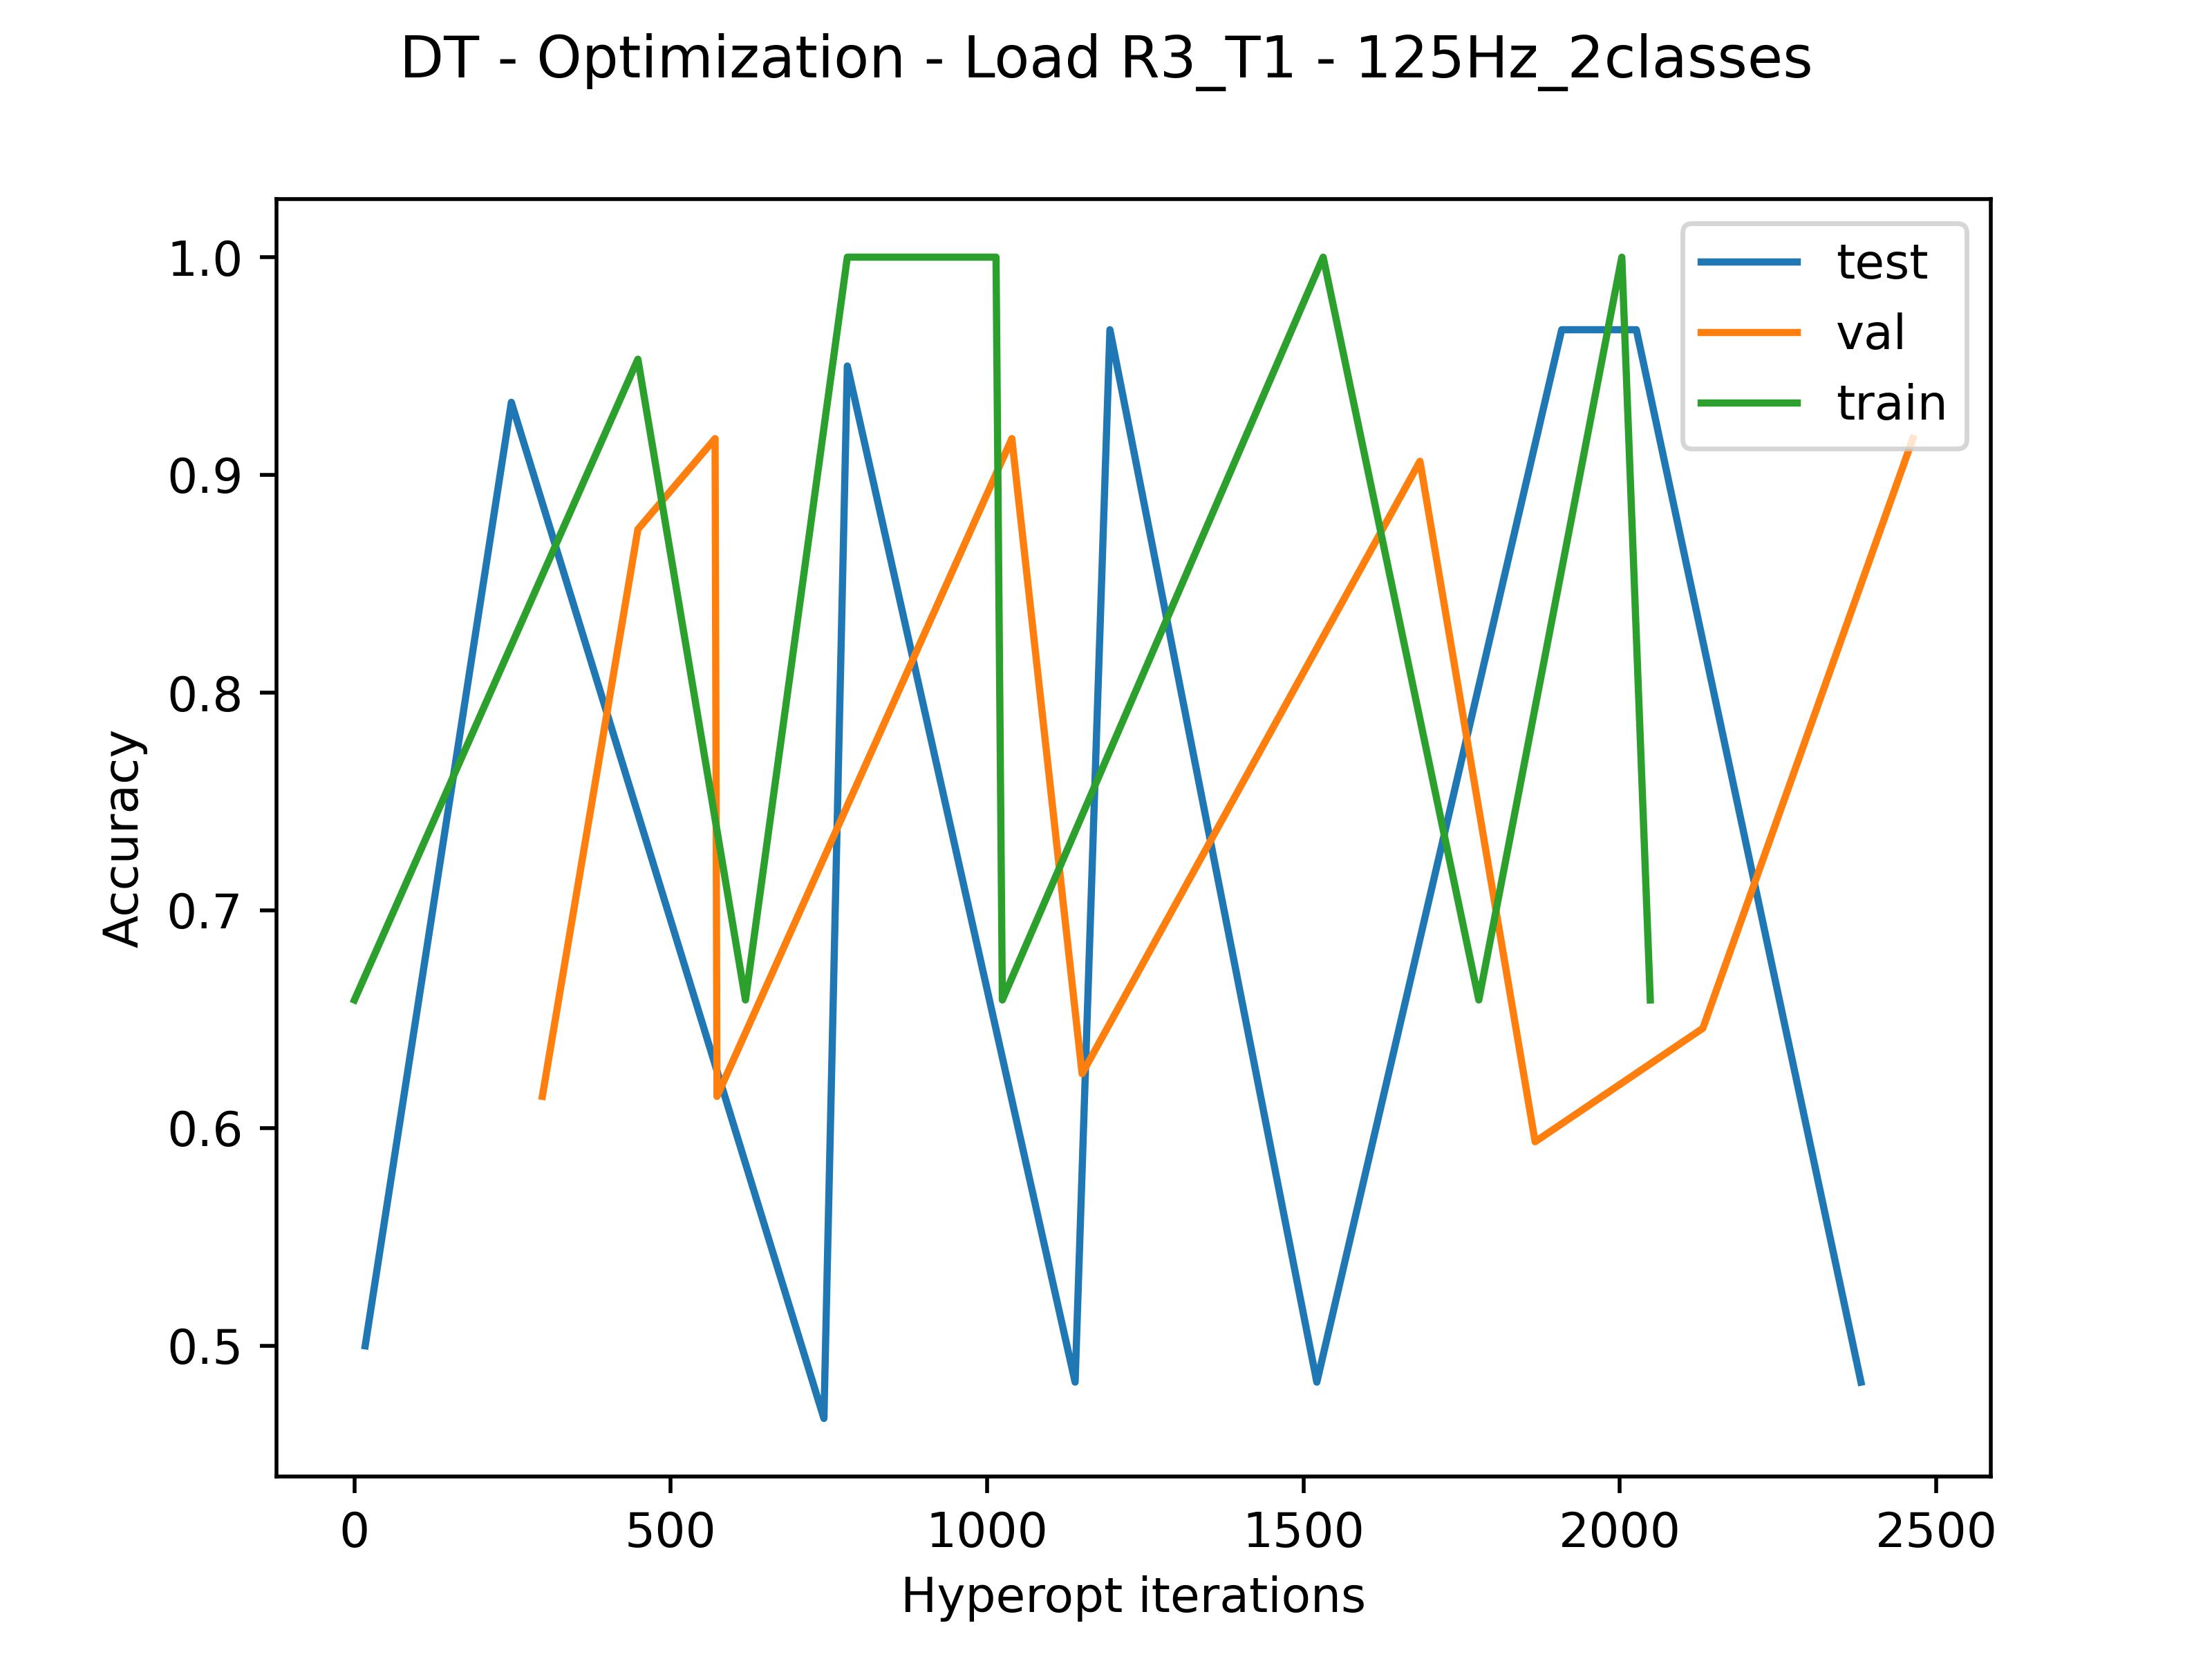 DT - Optimization - Load R3_T1 - 125Hz_2classes
test
val
train
1.0
0.9
0.8
0.7
0.6
0.5
Accuracy
0 500 1000 1500 2000 2500
Hyperopt iterations